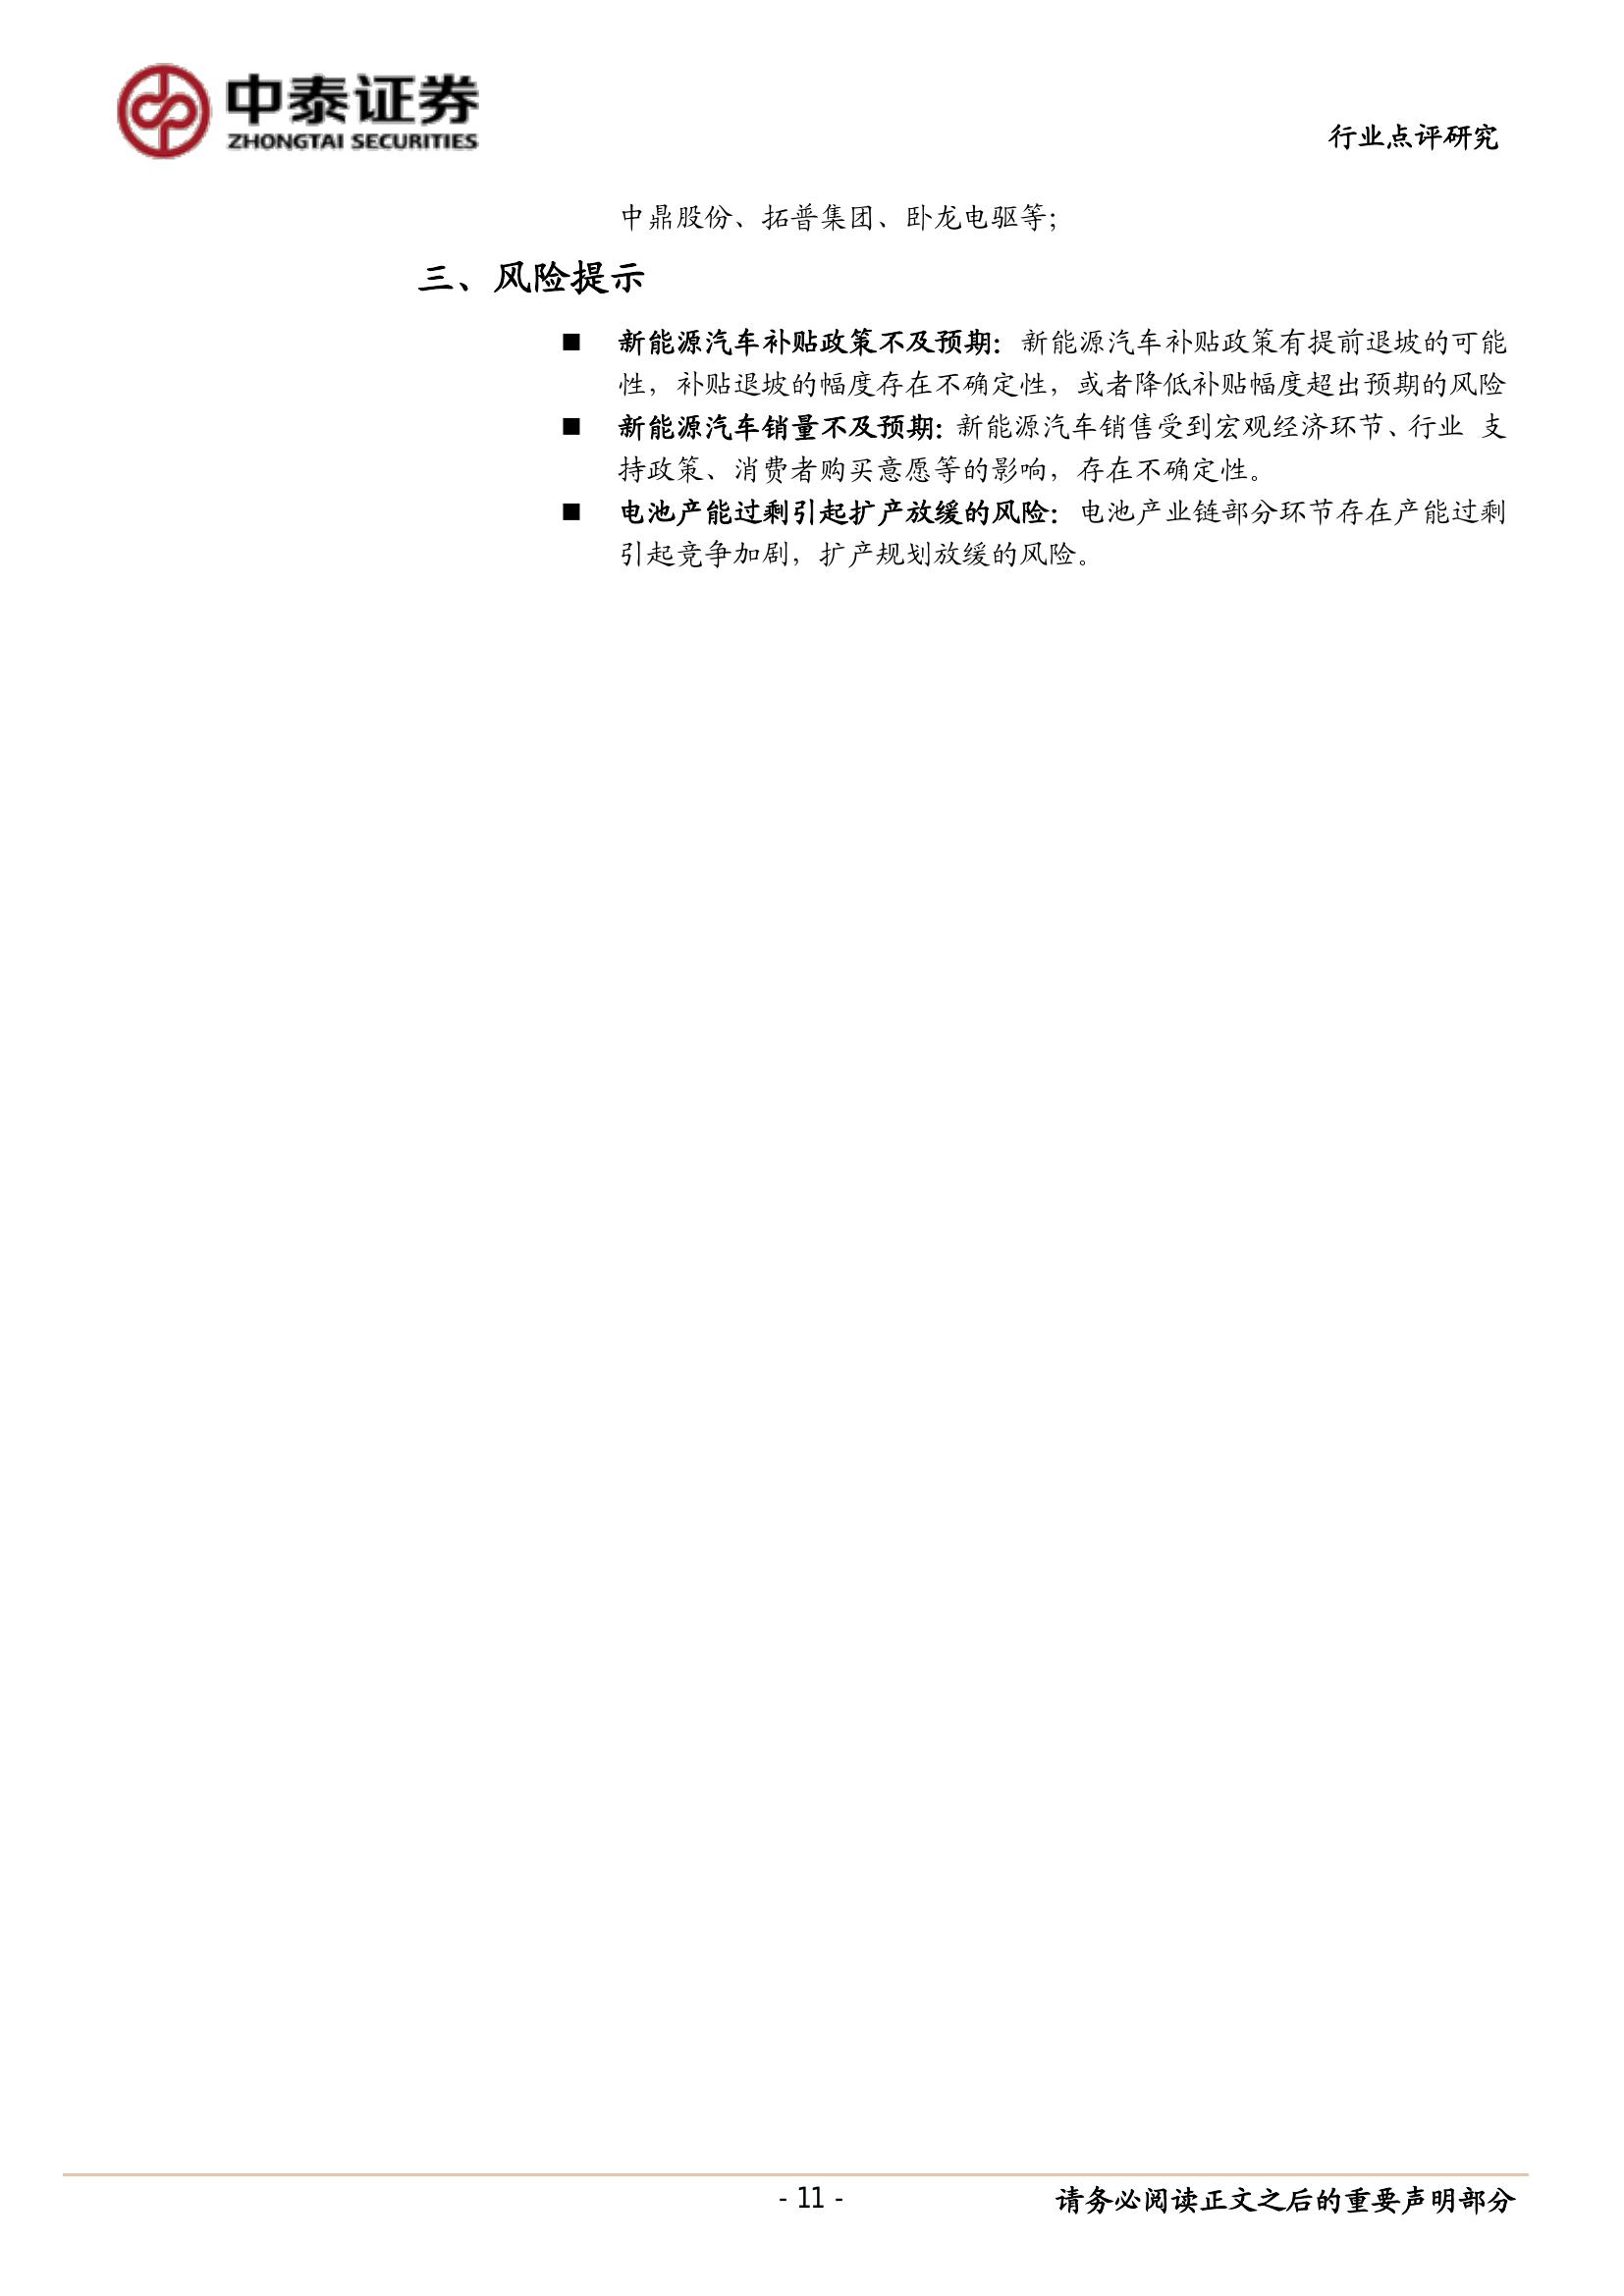 中泰证券
ZHONGTAI SECURITIES
行业点评研究
中鼎股份、拓普集团、卧龙电驱等；
三、风险提示
■ 新能源汽车补贴政策不及预期：新能源汽车补贴政策有提前退坡的可能
性，补贴退坡的幅度存在不确定性，或者降低补贴幅度超出预期的风险
■ 新能源汽车销量不及预期：新能源汽车销售受到宏观经济环节、行业 支
持政策、消费者购买意愿等的影响，存在不确定性。
■ 电池产能过剩引起扩产放缓的风险：电池产业链部分环节存在产能过剩
引起竞争加剧，扩产规划放缓的风险。
- 11 -
请务必阅读正文之后的重要声明部分